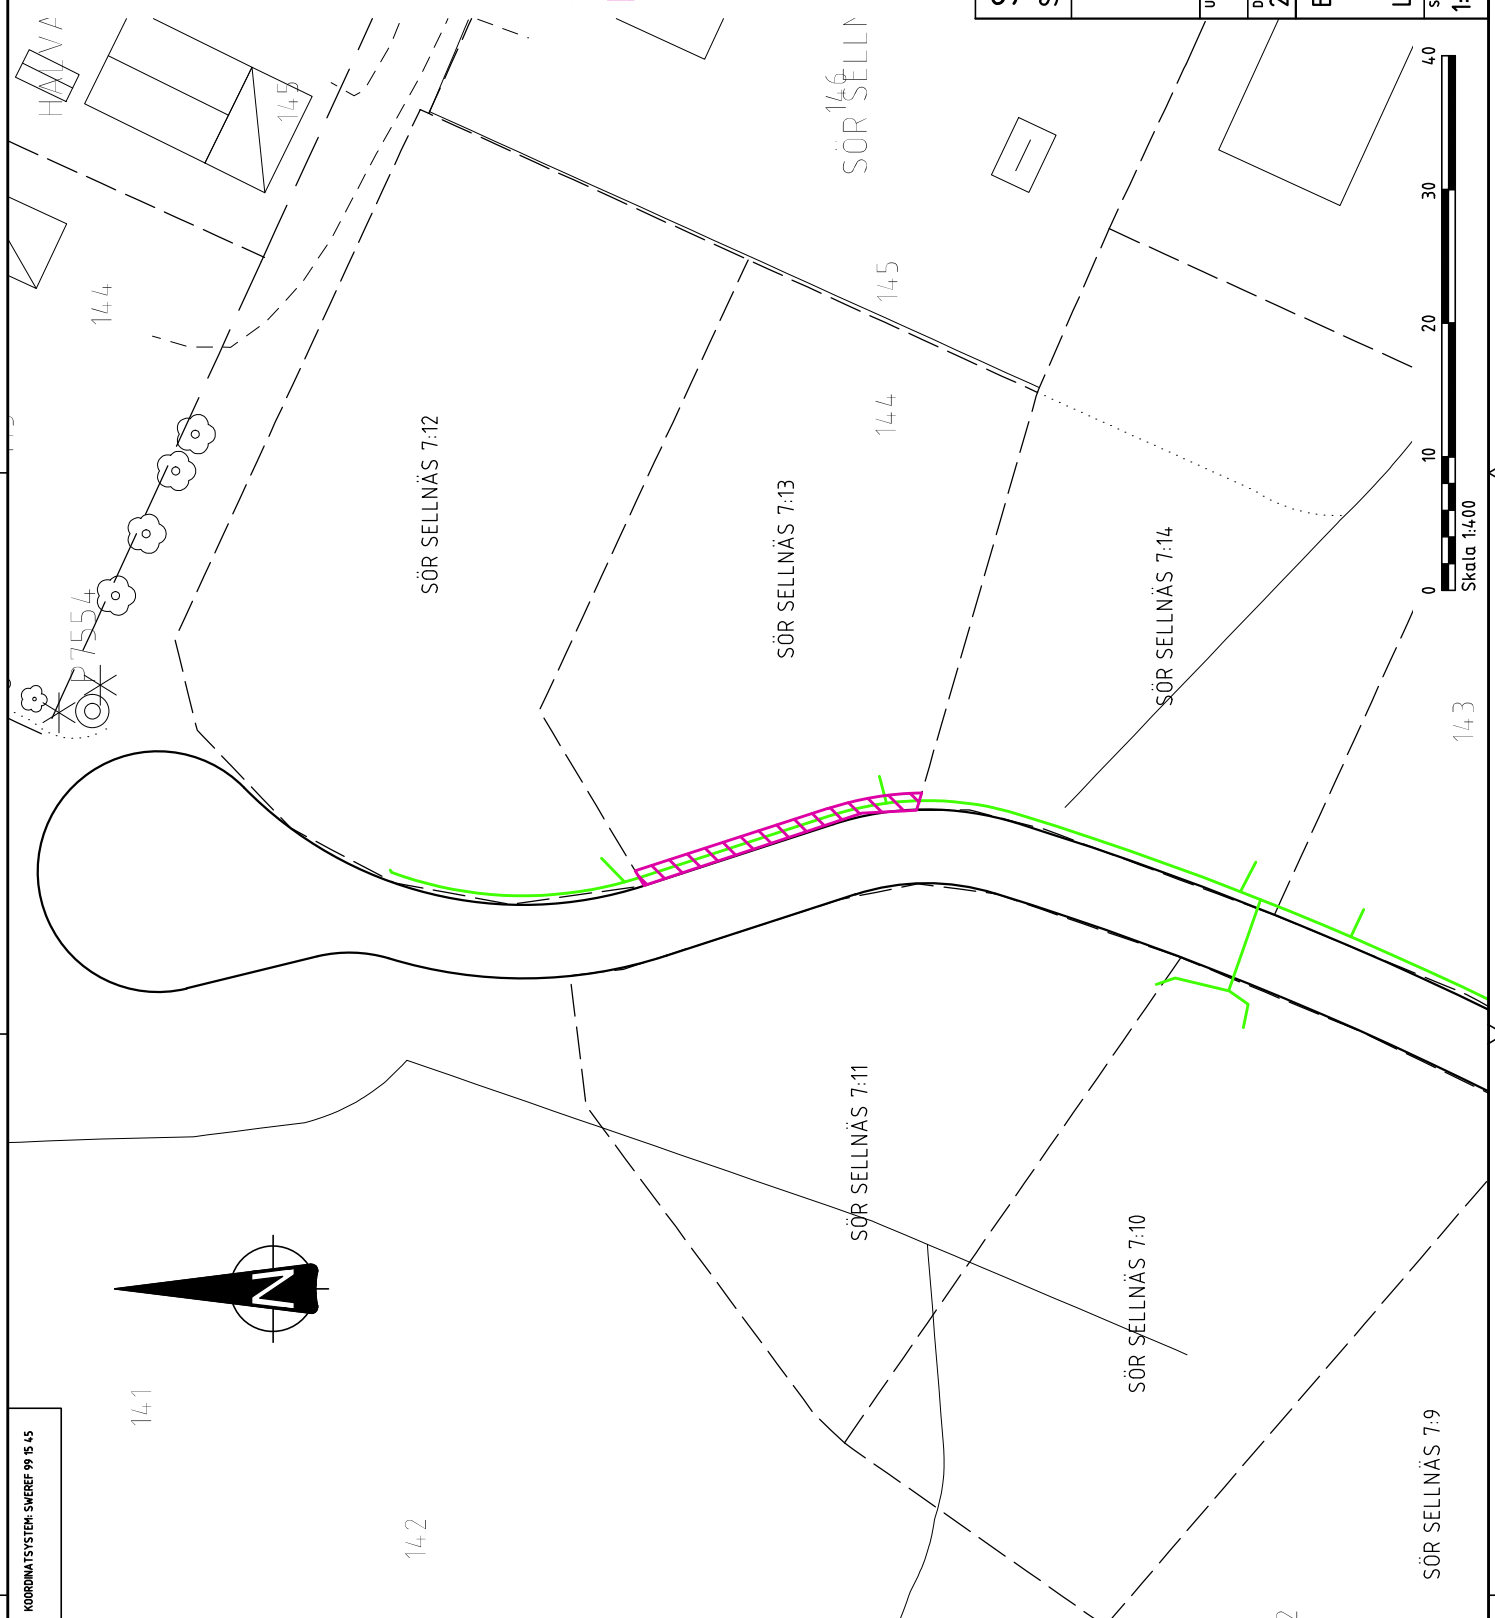 KOORDINATSYSTEM: SWEREF 99 15 45
141
142
144
145
P7554
SÖR SELLNÄS 7:12
SÖR SELLNÄS 7:13
SÖR SELLNÄS 7:14
SÖR SELLNÄS 7:11
SÖR SELLNÄS 7:10
SÖR SELLNÄS 7:9
146
SÖR SELLN
145
144
143
N
0 10 20 30 40
Skala 1:400